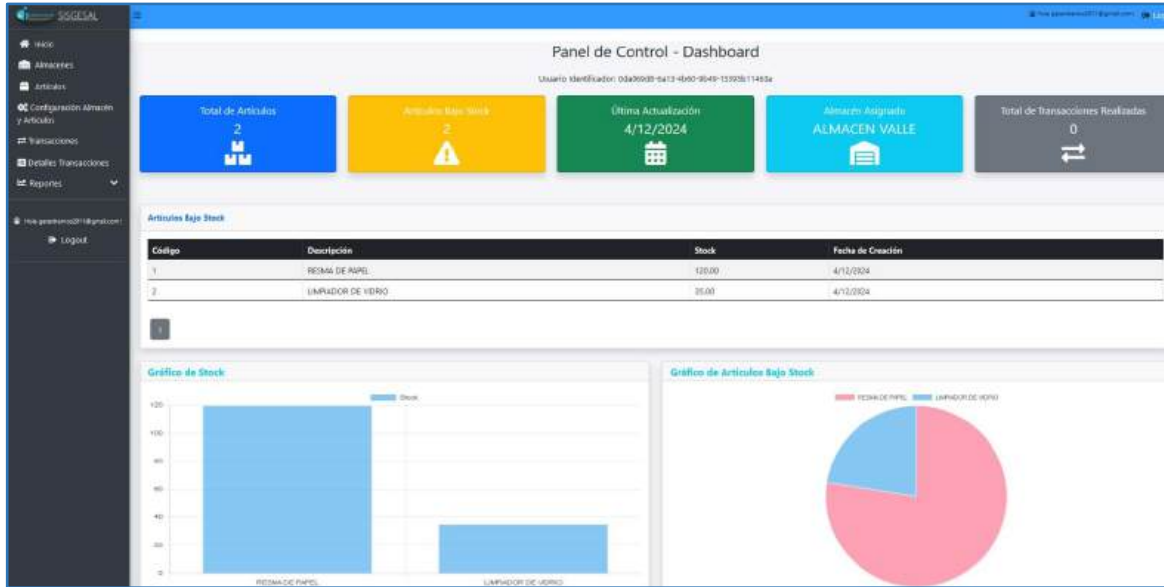 SISGESAL
Inicio
Almacenes
Artículos
Configuración Almacén
y Artículos
Transacciones
Detalles Transacciones
Reportes
Logout
Panel de Control - Dashboard
Usuario Identificador:
Total de Artículos
2
Artículos Bajo Stock
2
Última Actualización
4/12/2024
Almacén Asignado
ALMACEN VALLE
Total de Transacciones Realizadas
0
Artículos Bajo Stock
Código Descripción Stock Fecha de Creación
1 RESMA DE PAPEL 120.00 4/12/2024
2 LIMPIADOR DE VIDRIO 35.00 4/12/2024
1
Gráfico de Stock
Stock
120
100
80
60
40
20
0
RESMA DE PAPEL LIMPIADOR DE VIDRIO
Gráfico de Artículos Bajo Stock
RESMA DE PAPEL LIMPIADOR DE VIDRIO